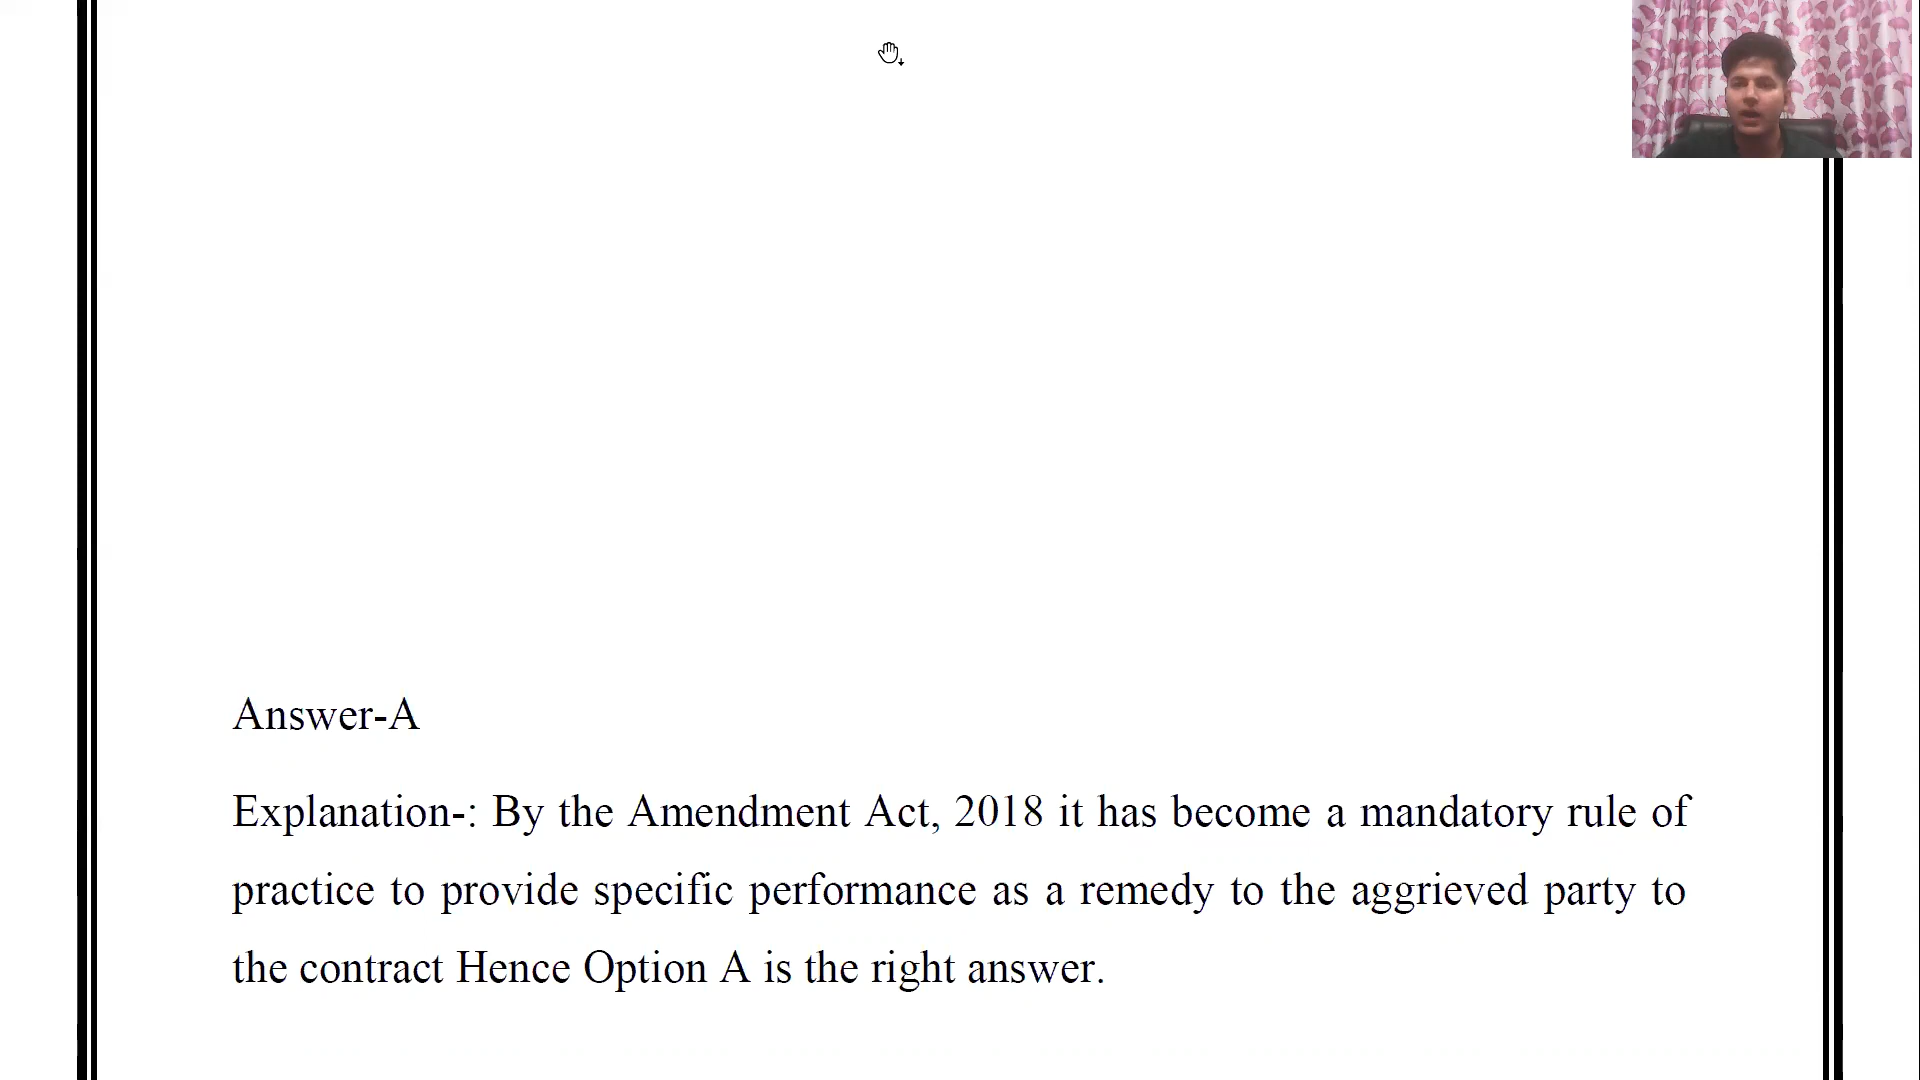 Answer-A
Explanation-: By the Amendment Act, 2018 it has become a mandatory rule of
practice to provide specific performance as a remedy to the aggrieved party to
the contract Hence Option A is the right answer.